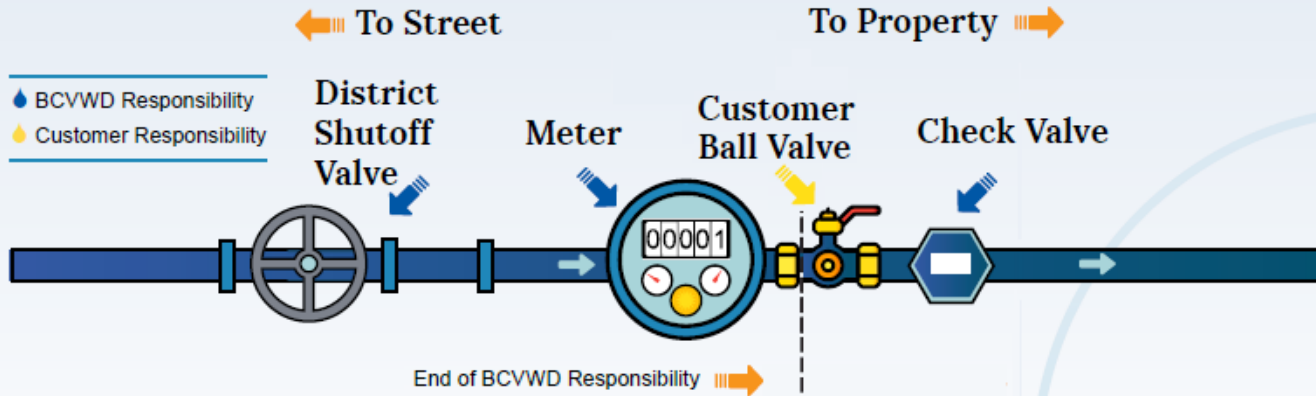 To Street
To Property
BCVWD Responsibility
Customer Responsibility
District
Shutoff
Valve
Meter
Customer
Ball Valve
Check Valve
00001
End of BCVWD Responsibility